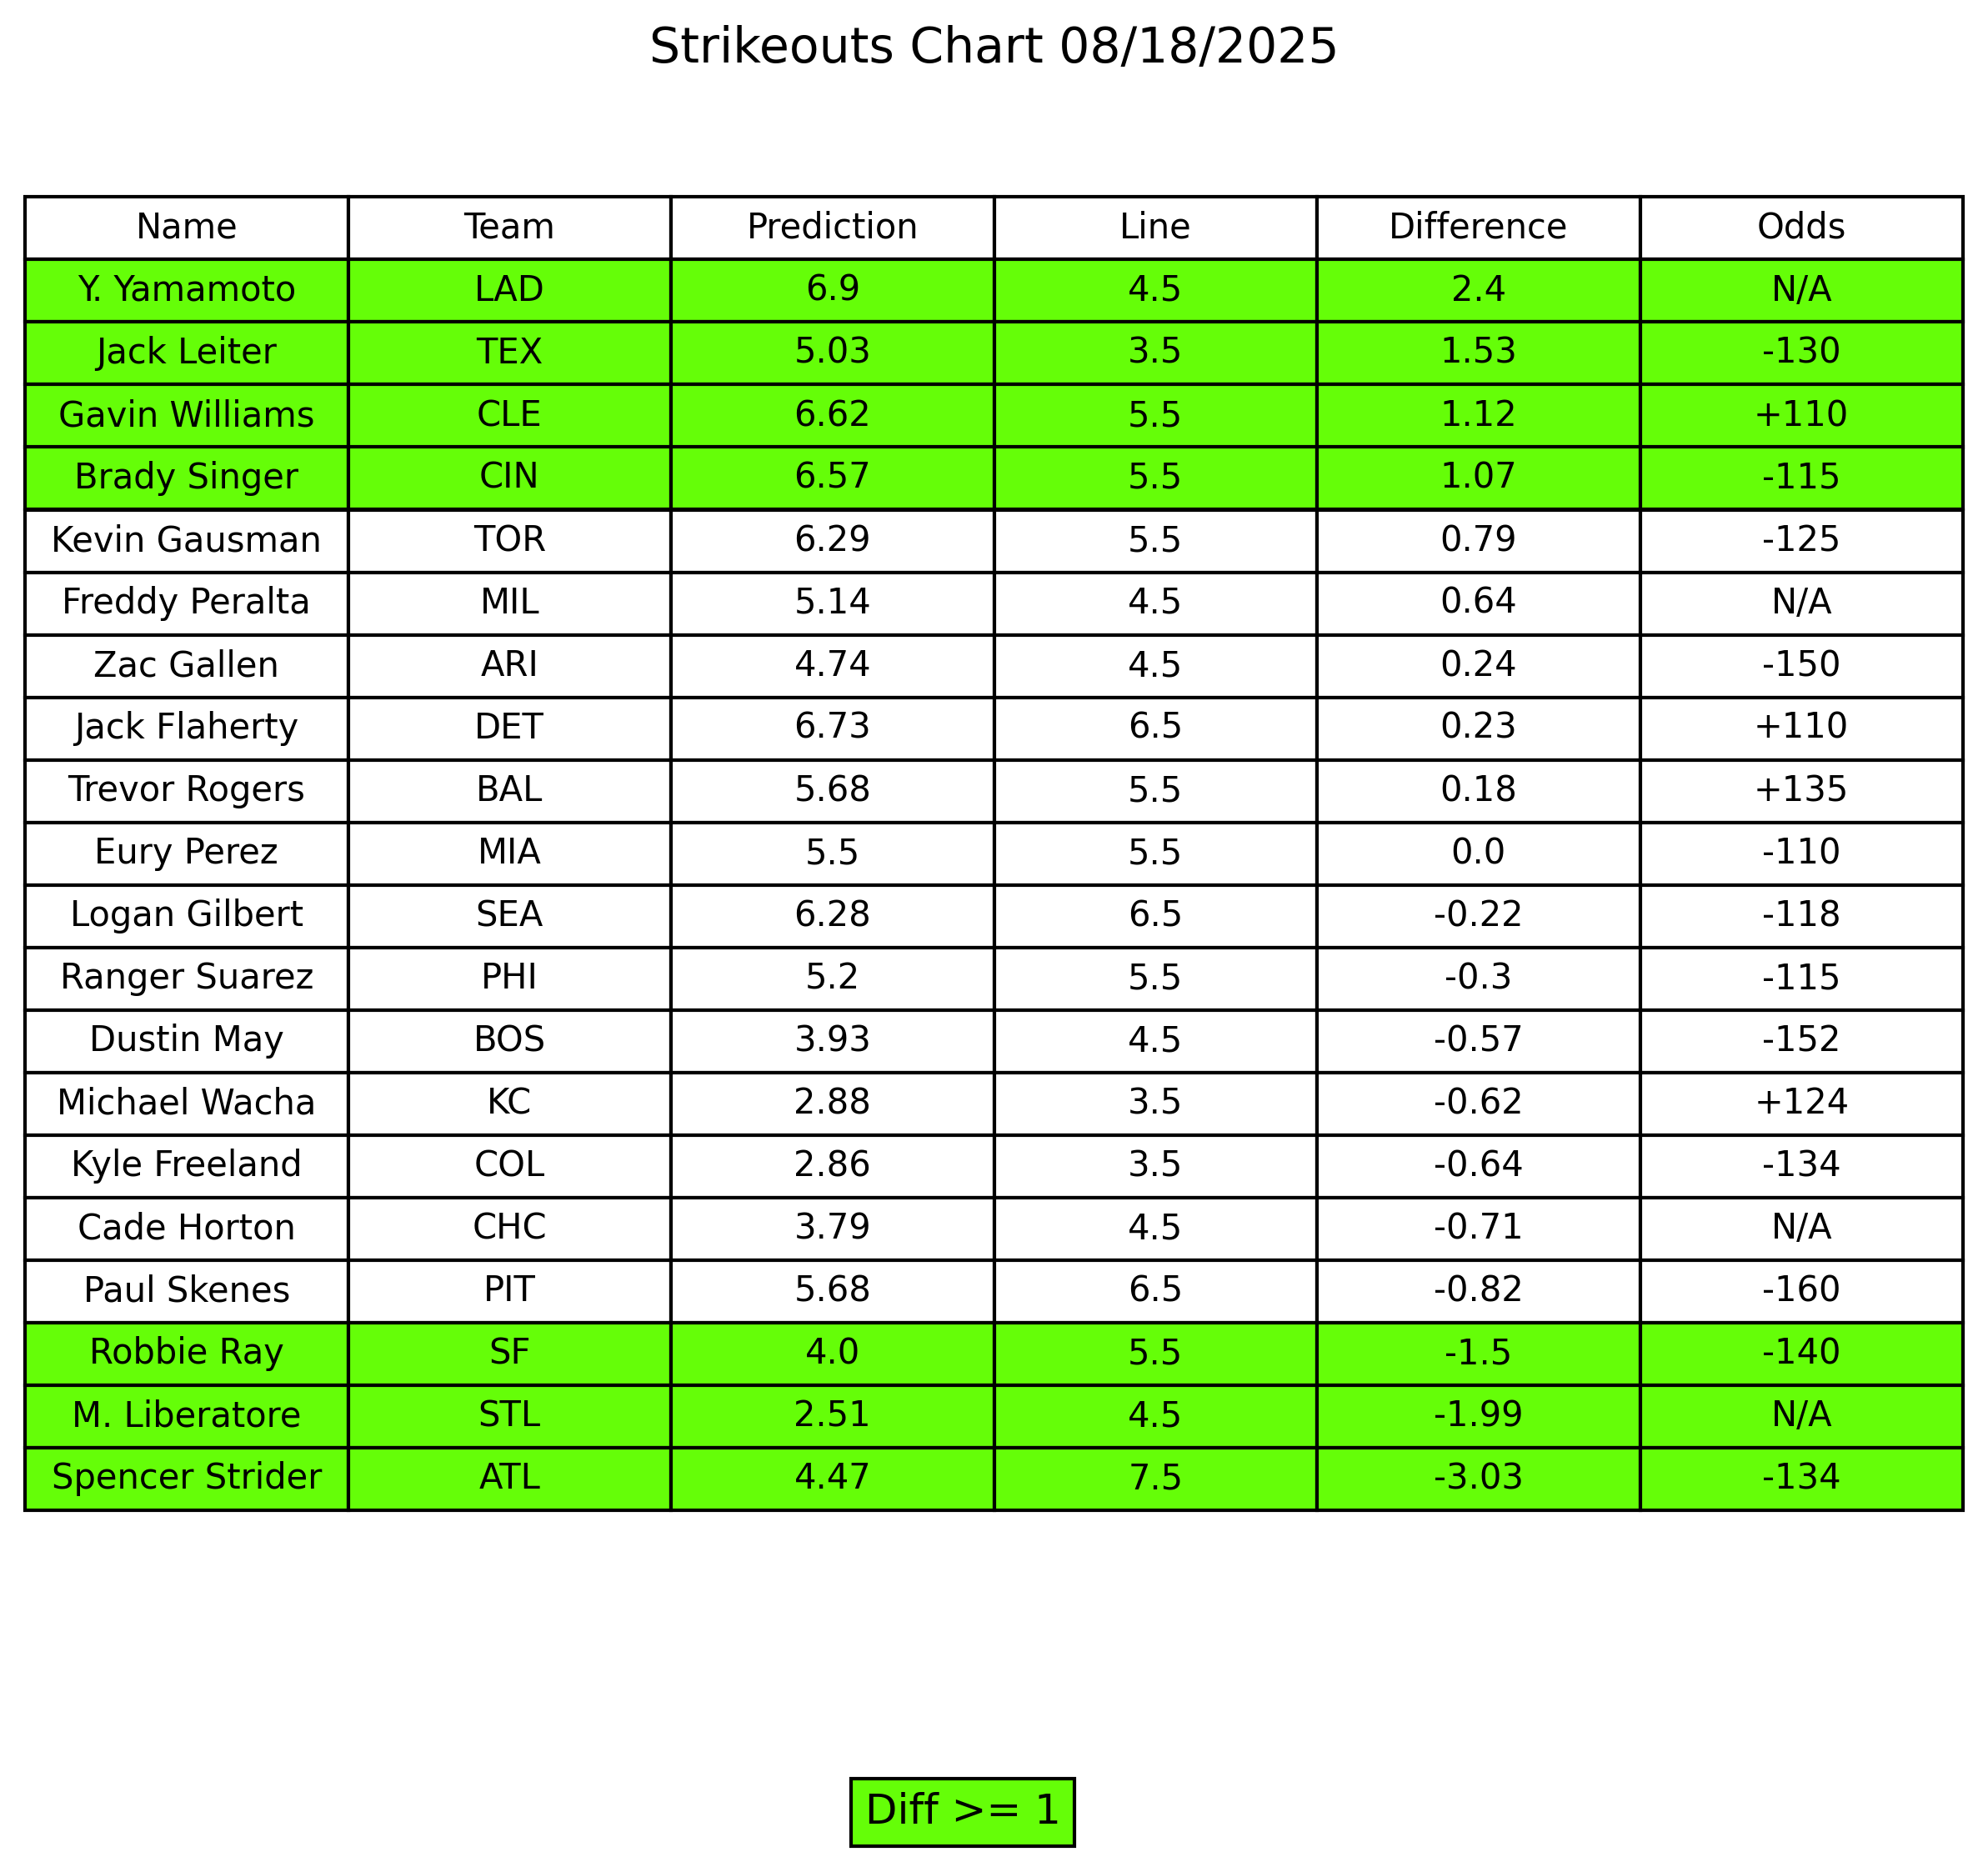 Strikeouts Chart 08/18/2025
Name Team Prediction Line Difference Odds
Y. Yamamoto LAD 6.9 4.5 2.4 N/A
Jack Leiter TEX 5.03 3.5 1.53 -130
Gavin Williams CLE 6.62 5.5 1.12 +110
Brady Singer CIN 6.57 5.5 1.07 -115
Kevin Gausman TOR 6.29 5.5 0.79 -125
Freddy Peralta MIL 5.14 4.5 0.64 N/A
Zac Gallen ARI 4.74 4.5 0.24 -150
Jack Flaherty DET 6.73 6.5 0.23 +110
Trevor Rogers BAL 5.68 5.5 0.18 +135
Eury Perez MIA 5.5 5.5 0.0 -110
Logan Gilbert SEA 6.28 6.5 -0.22 -118
Ranger Suarez PHI 5.2 5.5 -0.3 -115
Dustin May BOS 3.93 4.5 -0.57 -152
Michael Wacha KC 2.88 3.5 -0.62 +124
Kyle Freeland COL 2.86 3.5 -0.64 -134
Cade Horton CHC 3.79 4.5 -0.71 N/A
Paul Skenes PIT 5.68 6.5 -0.82 -160
Robbie Ray SF 4.0 5.5 -1.5 -140
M. Liberatore STL 2.51 4.5 -1.99 N/A
Spencer Strider ATL 4.47 7.5 -3.03 -134
Diff >= 1